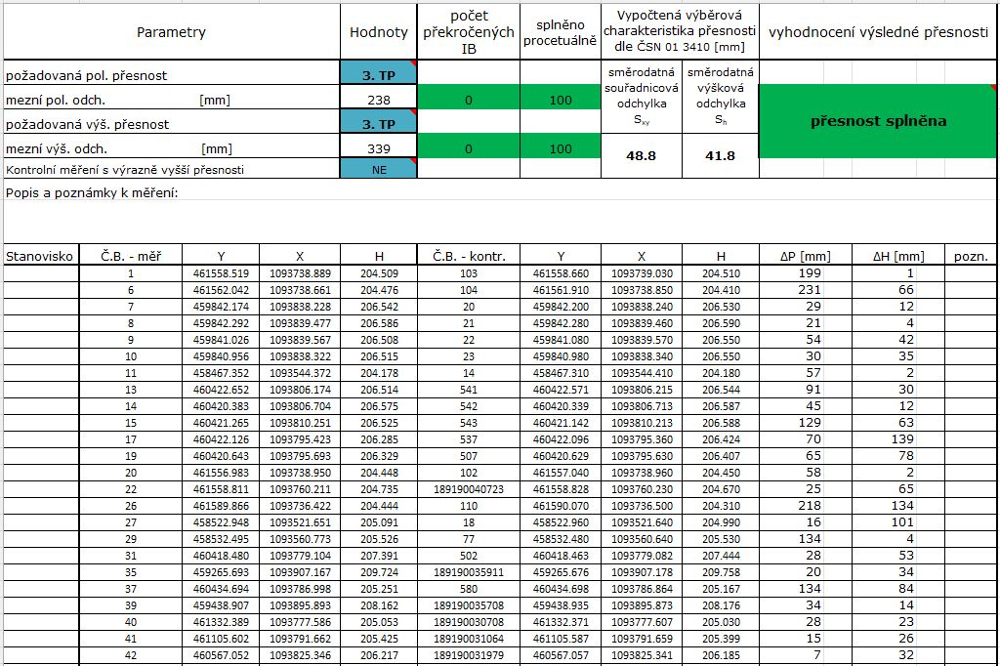 Parametry Hodnoty počet překročených IB splněno procetuálně Vypočtená výběrová charakteristika přesnosti dle ČSN 01 3410 [mm] vyhodnocení výsledné přesnosti
požadovaná pol. přesnost 3. TP směrodatná souřadnicová odchylka Sxy směrodatná výšková odchylka Sh
mezní pol. odch. [mm] 238 0 100 přesnost splněna
požadovaná výš. přesnost 3. TP
mezní výš. odch. [mm] 339 0 100 48.8 41.8
Kontrolní měření s výrazně vyšší přesnosti NE
Popis a poznámky k měření:
Stanovisko Č.B. - měř Y X H Č.B. - kontr. Y X H ΔP [mm] ΔH [mm] pozn.
1 461558.519 1093738.889 204.509 103 461558.660 1093739.030 204.510 199 1
6 461562.042 1093738.661 204.476 104 461561.910 1093738.850 204.410 231 66
7 459842.174 1093838.228 206.542 20 459842.200 1093838.240 206.530 29 12
8 459842.292 1093839.477 206.586 21 459842.280 1093839.460 206.590 21 4
9 459841.026 1093839.567 206.508 22 459841.080 1093839.570 206.550 54 42
10 459840.956 1093838.322 206.515 23 459840.980 1093838.340 206.550 30 35
11 458467.352 1093544.372 204.178 14 458467.310 1093544.410 204.180 57 2
13 460422.652 1093806.174 206.514 541 460422.571 1093806.215 206.544 91 30
14 460420.383 1093806.704 206.575 542 460420.339 1093806.713 206.587 45 12
15 460421.265 1093810.251 206.525 543 460421.142 1093810.213 206.588 129 63
17 460422.126 1093795.423 206.285 537 460422.096 1093795.360 206.424 70 139
19 460420.643 1093795.693 206.329 507 460420.629 1093795.630 206.407 65 78
20 461556.983 1093738.950 204.448 102 461557.040 1093738.960 204.450 58 2
22 461558.811 1093760.211 204.735 189190040723 461558.828 1093760.230 204.670 25 65
26 461589.866 1093736.422 204.444 110 461590.070 1093736.500 204.310 218 134
27 458522.948 1093521.651 205.091 18 458522.960 1093521.640 204.990 16 101
29 458532.495 1093560.773 205.526 77 458532.480 1093560.640 205.530 134 4
31 460418.480 1093779.104 207.391 502 460418.463 1093779.082 207.444 28 53
35 459265.693 1093907.167 209.724 189190035911 459265.676 1093907.178 209.758 20 34
37 460434.694 1093786.998 205.251 580 460434.698 1093786.864 205.167 134 84
39 459438.907 1093895.893 208.162 189190035708 459438.935 1093895.873 208.176 34 14
40 461332.389 1093777.586 205.053 189190030708 461332.371 1093777.607 205.030 28 23
41 461105.602 1093791.662 205.425 189190031064 461105.587 1093791.659 205.399 15 26
42 460567.052 1093825.346 206.217 189190031979 460567.057 1093825.341 206.185 7 32